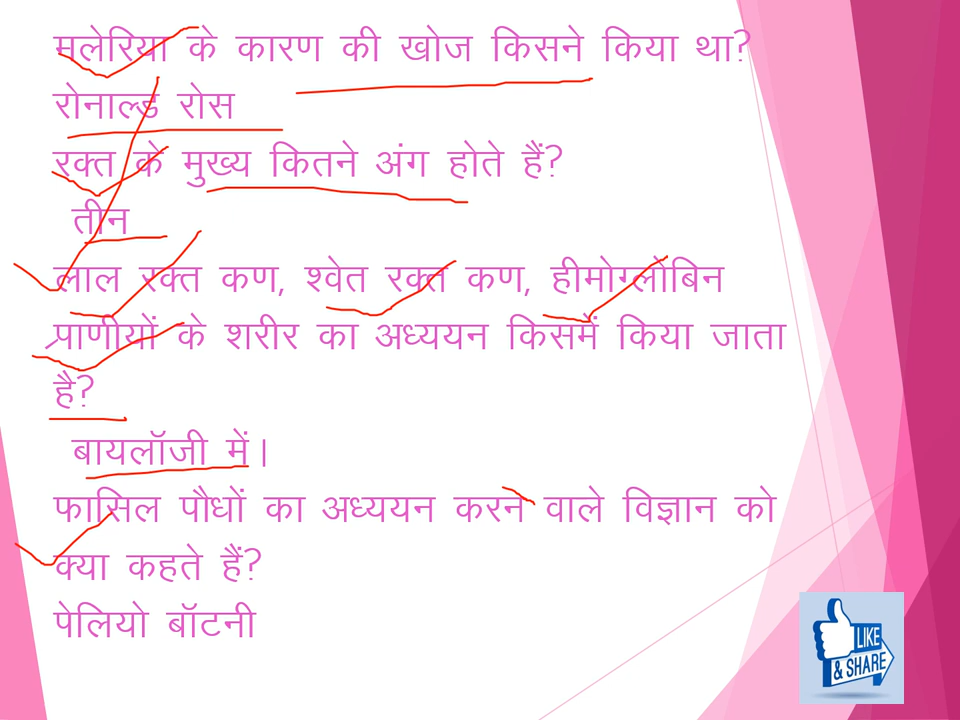 मलेरिया के कारण की खोज किसने किया था?
रोनाल्ड रोस
रक्त के मुख्य कितने अंग होते हैं?
तीन
लाल रक्त कण, श्वेत रक्त कण, हीमोग्लोबिन
प्राणीयों के शरीर का अध्ययन किसमें किया जाता
है?
बायलॉजी में।
फासिल पौधों का अध्ययन करने वाले विज्ञान को
क्या कहते हैं?
पेलियो बॉटनी
LIKE
& SHARE